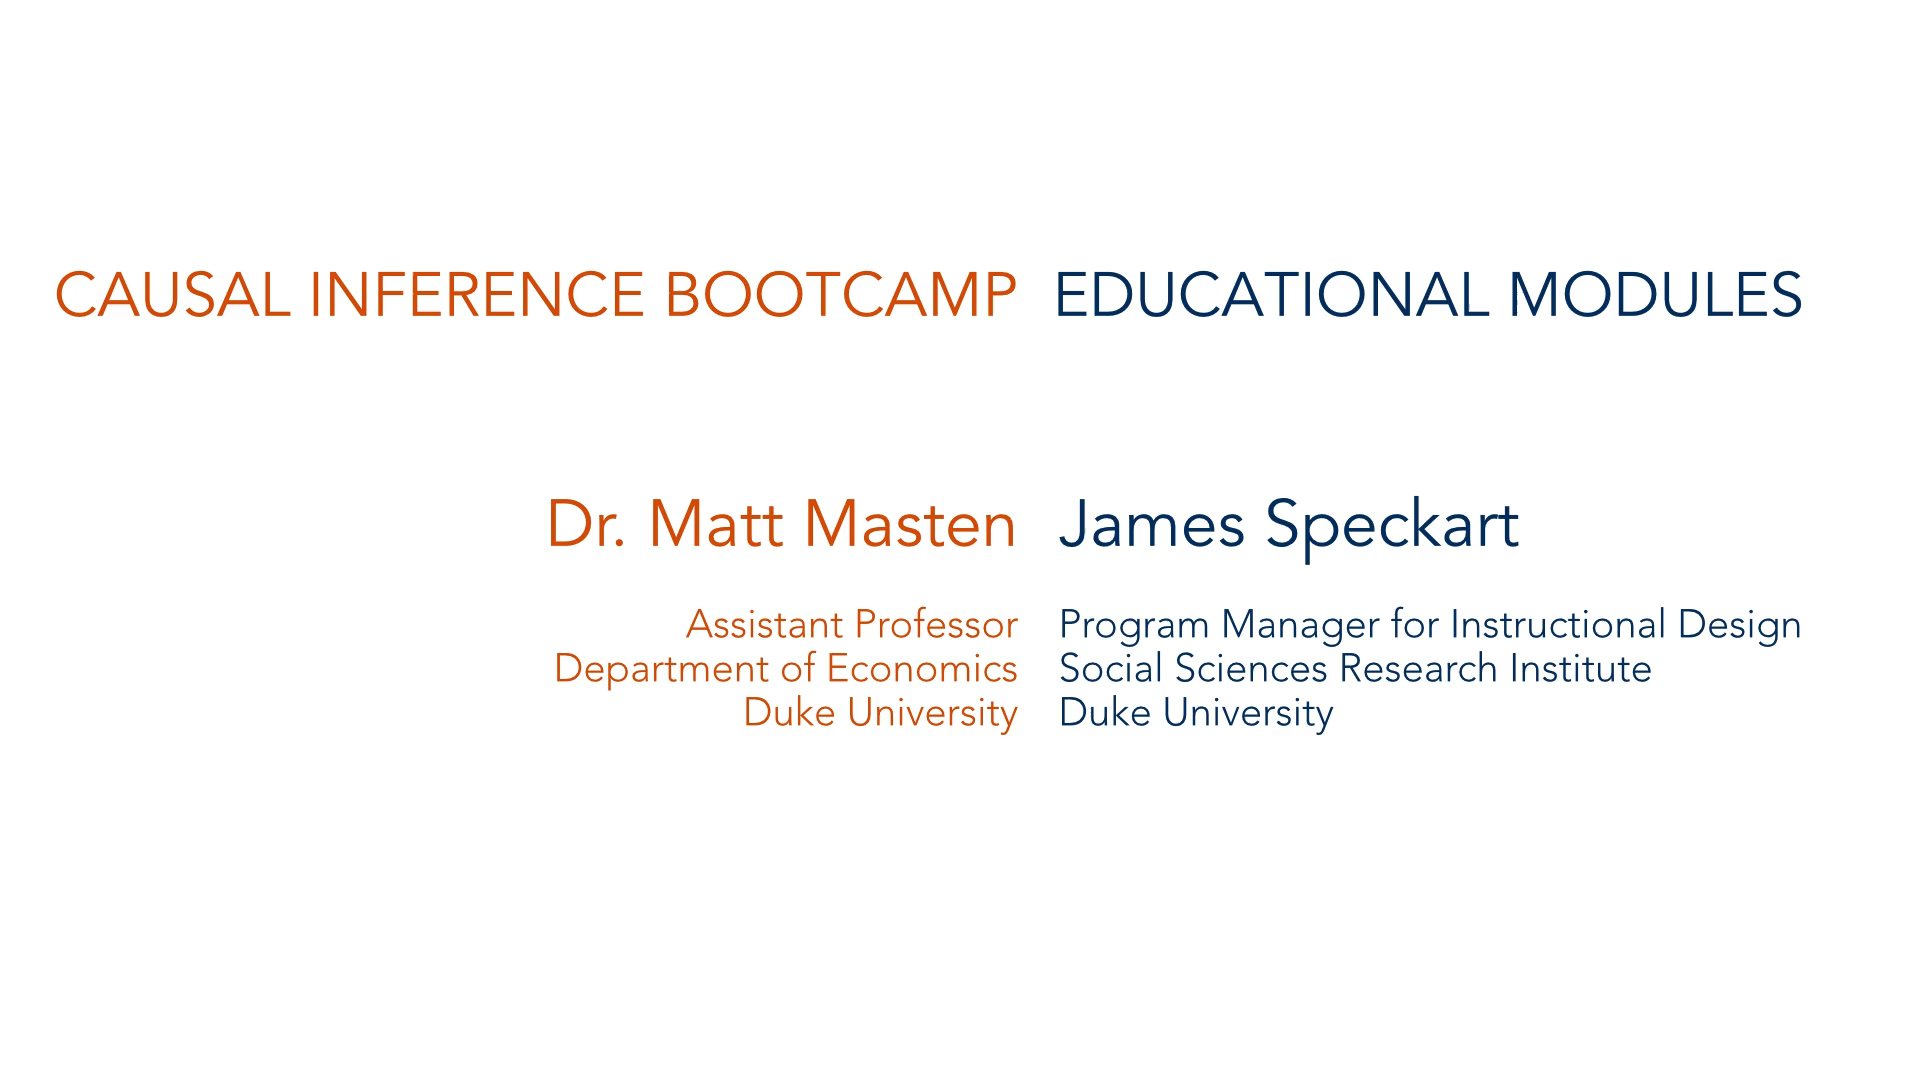 CAUSAL INFERENCE BOOTCAMP EDUCATIONAL MODULES
Dr. Matt Masten
Assistant Professor
Department of Economics
Duke University
James Speckart
Program Manager for Instructional Design
Social Sciences Research Institute
Duke University